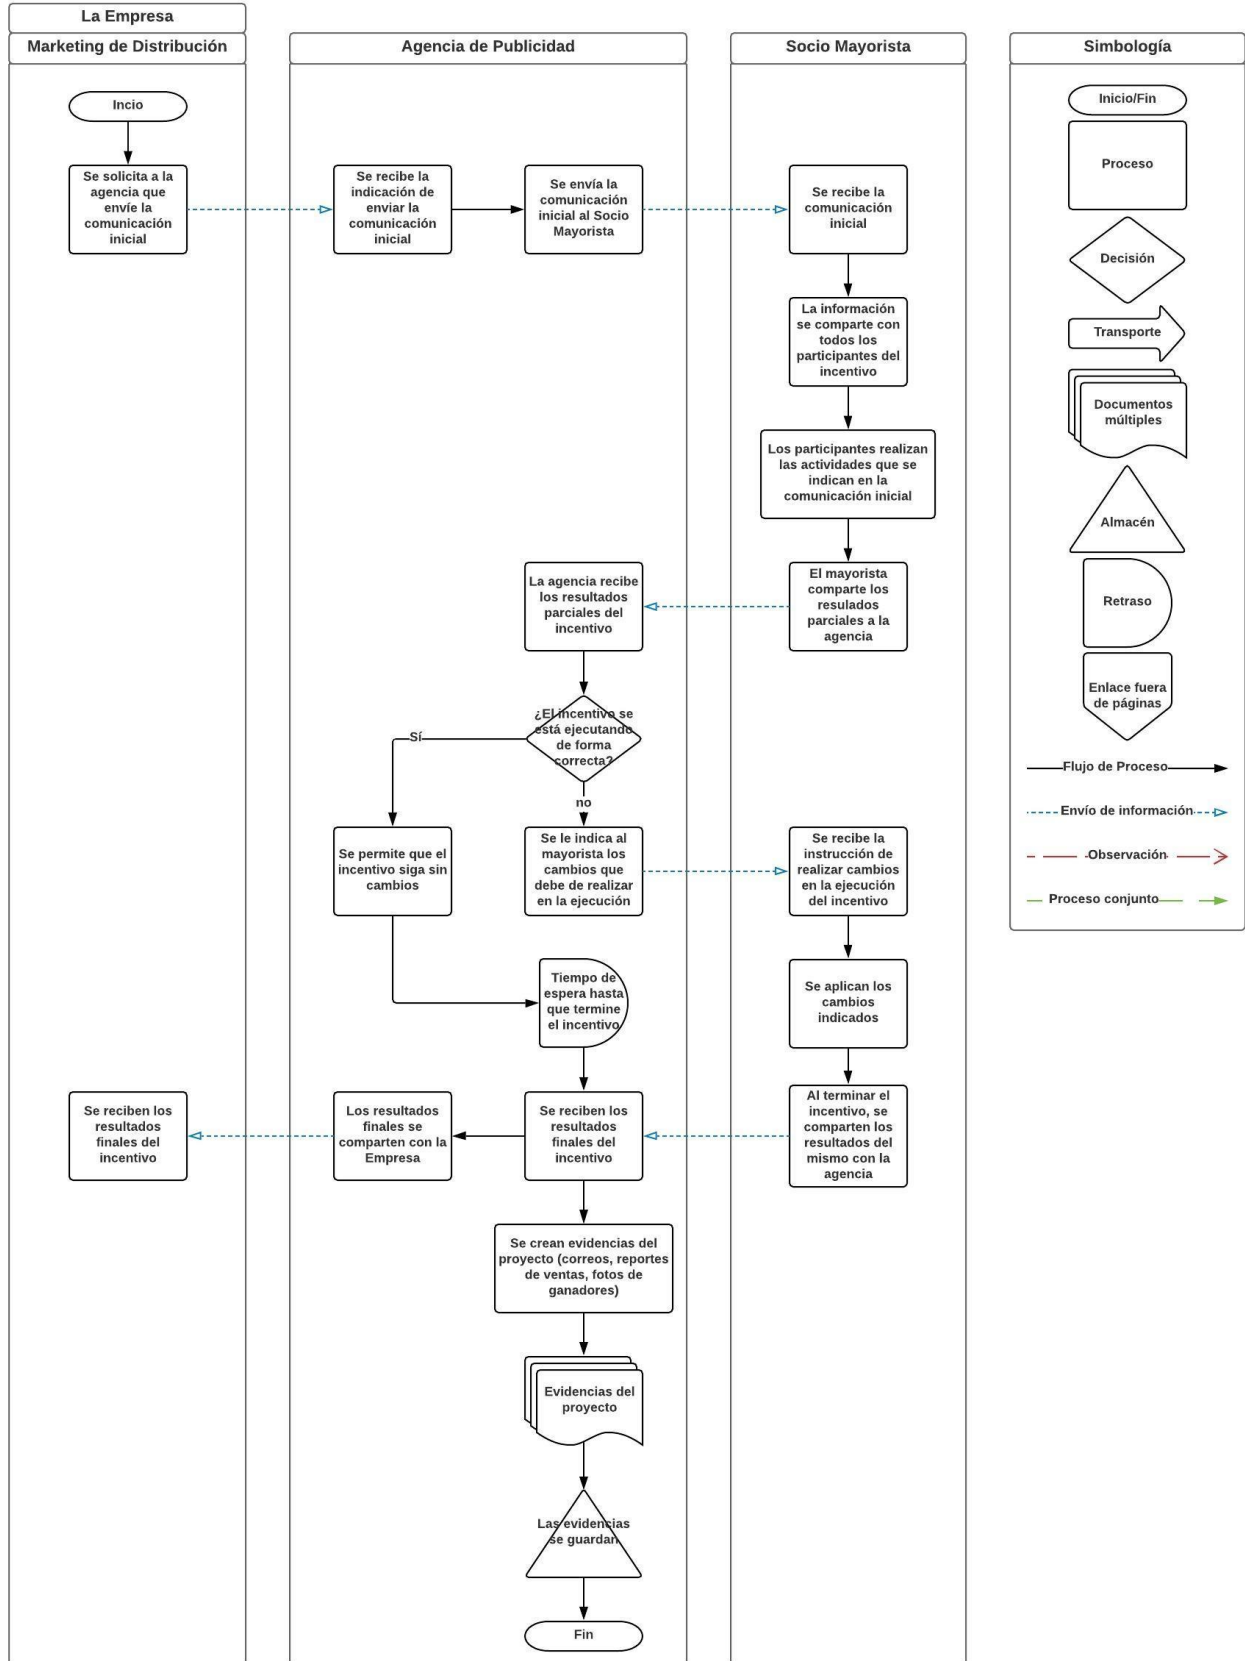 La Empresa
Marketing de Distribución
Agencia de Publicidad
Socio Mayorista
Simbología
Incio
Se solicita a la
agencia que
envíe la
comunicación
inicial
Se recibe la
indicación de
enviar la
comunicación
inicial
Se envía la
comunicación
inicial al Socio
Mayorista
Se recibe la
comunicación
inicial
La información
se comparte con
todos los
participantes del
incentivo
Los participantes realizan
las actividades que se
indican en la
comunicación inicial
El mayorista
comparte los
resulados
parciales a la
agencia
La agencia recibe
los resultados
parciales del
incentivo
¿El incentivo se
está ejecutando
de forma
correcta?
Sí
no
Se permite que el
incentivo siga sin
cambios
Se le indica al
mayorista los
cambios que
debe de realizar
en la ejecución
Se recibe la
instrucción de
realizar cambios
en la ejecución
del incentivo
Tiempo de
espera hasta
que termine
el incentivo
Se aplican los
cambios
indicados
Al terminar el
incentivo, se
comparten los
resultados del
mismo con la
agencia
Se reciben los
resultados
finales del
incentivo
Los resultados
finales se
comparten con la
Empresa
Se reciben los
resultados
finales del
incentivo
Se crean evidencias del
proyecto (correos, reportes
de ventas, fotos de
ganadores)
Evidencias del
proyecto
Las evidencias
se guardan
Fin
Inicio/Fin
Proceso
Decisión
Transporte
Documentos
múltiples
Almacén
Retraso
Enlace fuera
de páginas
Flujo de Proceso
Envío de información
Observación
Proceso conjunto